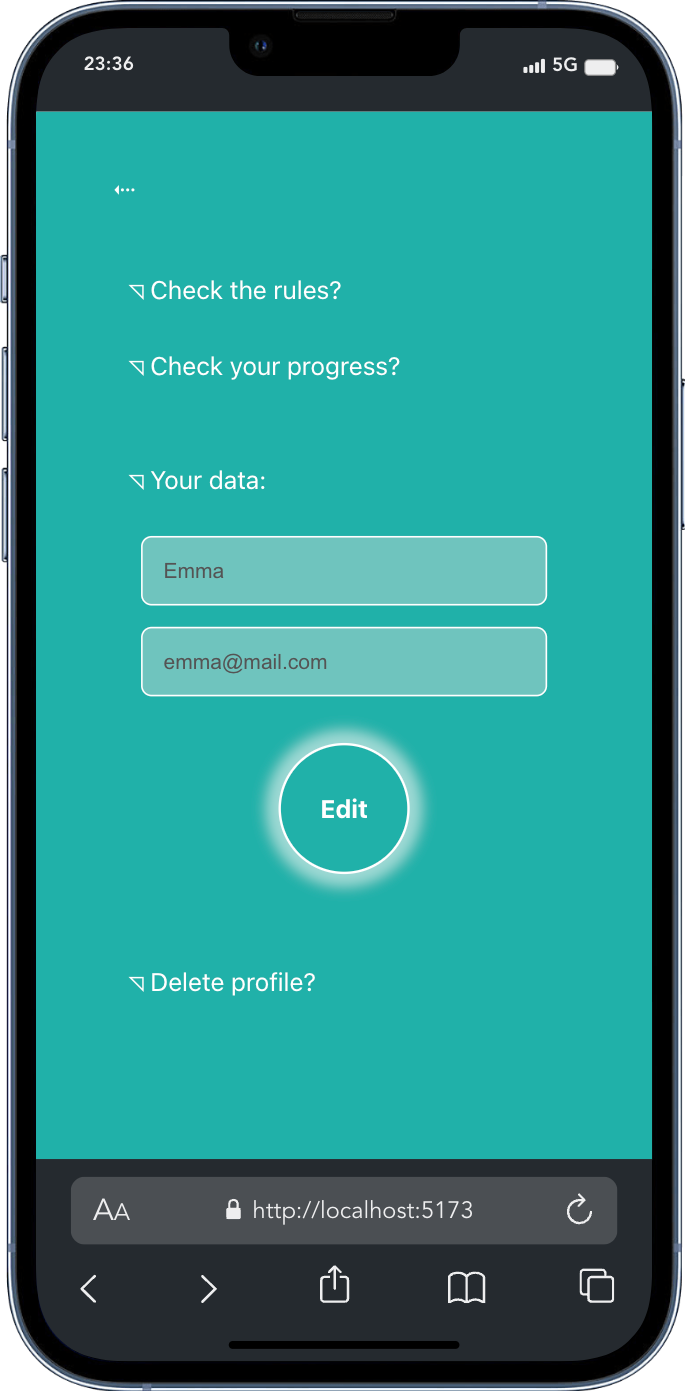 23:36
5G
Check the rules?
Check your progress?
Your data:
Emma
emma@mail.com
Edit
Delete profile?
AA http://localhost:5173